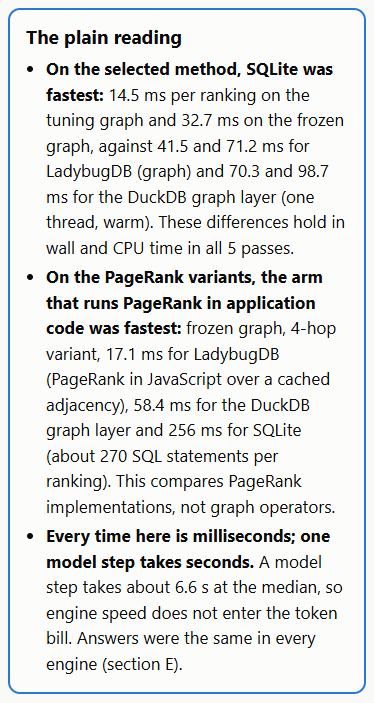 The plain reading
• On the selected method, SQLite was
fastest: 14.5 ms per ranking on the
tuning graph and 32.7 ms on the frozen
graph, against 41.5 and 71.2 ms for
LadybugDB (graph) and 70.3 and 98.7
ms for the DuckDB graph layer (one
thread, warm). These differences hold in
wall and CPU time in all 5 passes.
• On the PageRank variants, the arm
that runs PageRank in application
code was fastest: frozen graph, 4-hop
variant, 17.1 ms for LadybugDB
(PageRank in JavaScript over a cached
adjacency), 58.4 ms for the DuckDB
graph layer and 256 ms for SQLite
(about 270 SQL statements per
ranking). This compares PageRank
implementations, not graph operators.
• Every time here is milliseconds; one
model step takes seconds. A model
step takes about 6.6 s at the median, so
engine speed does not enter the token
bill. Answers were the same in every
engine (section E).